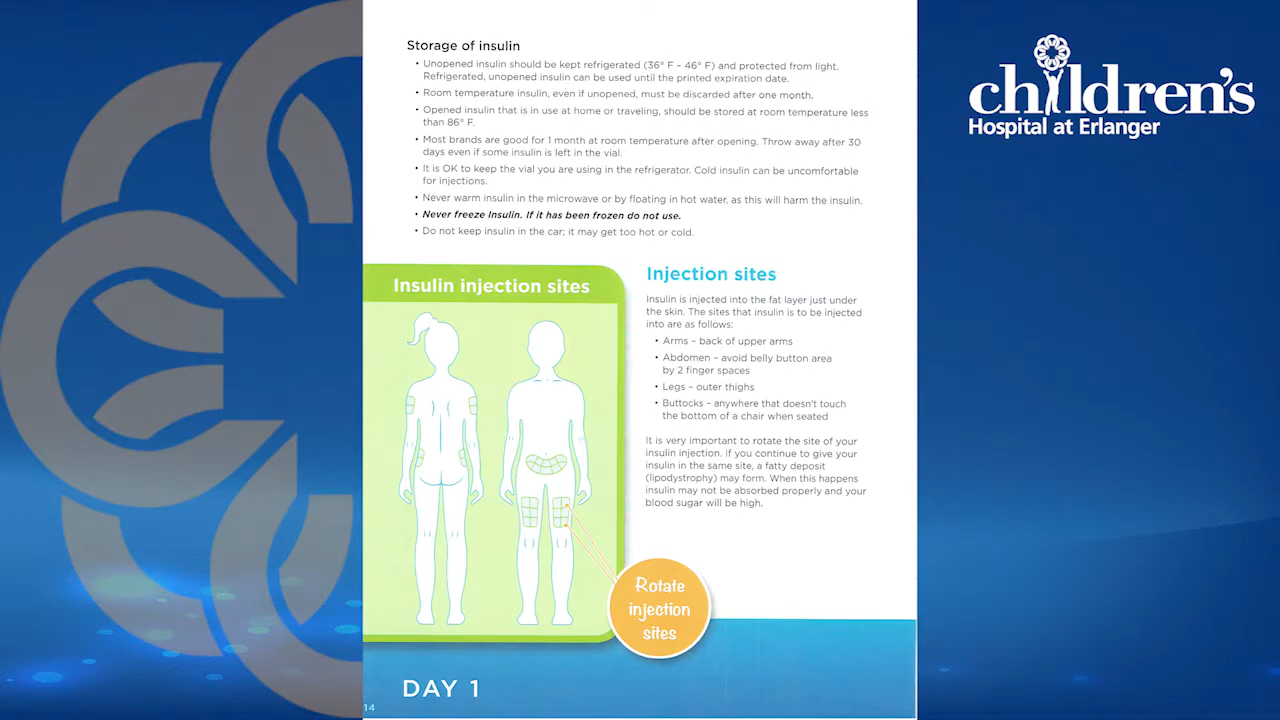 Storage of insulin
• Unopened insulin should be kept refrigerated (36° F – 46° F) and protected from light.
Refrigerated, unopened insulin can be used until the printed expiration date.
• Room temperature insulin, even if unopened, must be discarded after one month.
• Opened insulin that is in use at home or traveling, should be stored at room temperature less
than 86° F.
• Most brands are good for 1 month at room temperature after opening. Throw away after 30
days even if some insulin is left in the vial.
• It is OK to keep the vial you are using in the refrigerator. Cold insulin can be uncomfortable
for injections.
• Never warm insulin in the microwave or by floating in hot water, as this will harm the insulin.
• Never freeze Insulin. If it has been frozen do not use.
• Do not keep insulin in the car; it may get too hot or cold.
Insulin injection sites
Rotate
injection
sites
Injection sites
Insulin is injected into the fat layer just under
the skin. The sites that insulin is to be injected
into are as follows:
• Arms – back of upper arms
• Abdomen – avoid belly button area
by 2 finger spaces
• Legs – outer thighs
• Buttocks – anywhere that doesn't touch
the bottom of a chair when seated
It is very important to rotate the site of your
insulin injection. If you continue to give your
insulin in the same site, a fatty deposit
(lipodystrophy) may form. When this happens
insulin may not be absorbed properly and your
blood sugar will be high.
DAY 1
14
children's
Hospital at Erlanger